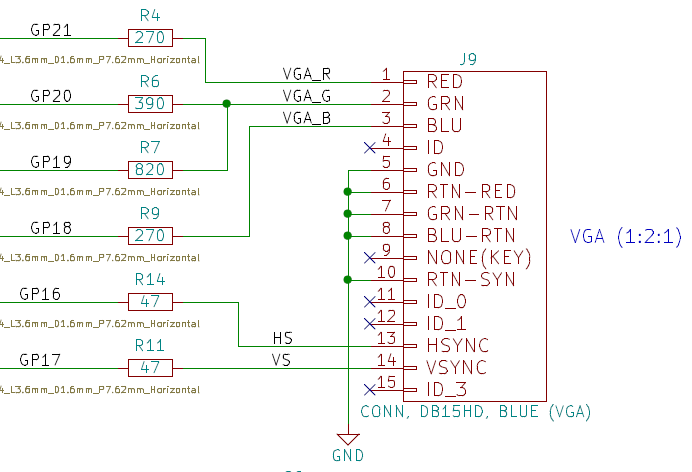 R4
GP21
270
4_L3.6mm_D1.6mm_P7.62mm_Horizontal
J9
VGA_R
1
RED
R6
GP20
390
VGA_G
2
GRN
4_L3.6mm_D1.6mm_P7.62mm_Horizontal
VGA_B
3
BLU
R7
4
ID
GP19
820
5
GND
4_L3.6mm_D1.6mm_P7.62mm_Horizontal
6
RTN-RED
R9
7
GRN-RTN
GP18
270
8
BLU-RTN
VGA (1:2:1)
4_L3.6mm_D1.6mm_P7.62mm_Horizontal
9
NONE(KEY)
R14
10
RTN-SYN
GP16
47
11
ID_0
4_L3.6mm_D1.6mm_P7.62mm_Horizontal
12
ID_1
R11
HS
13
HSYNC
GP17
47
VS
14
VSYNC
4_L3.6mm_D1.6mm_P7.62mm_Horizontal
15
ID_3
CONN, DB15HD, BLUE (VGA)
GND